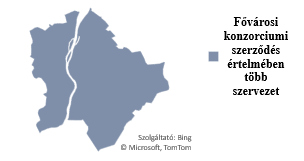 Fővárosi
konzorciumi
szerződés
értelmében
több
szervezet
Szolgáltató: Bing
© Microsoft, TomTom